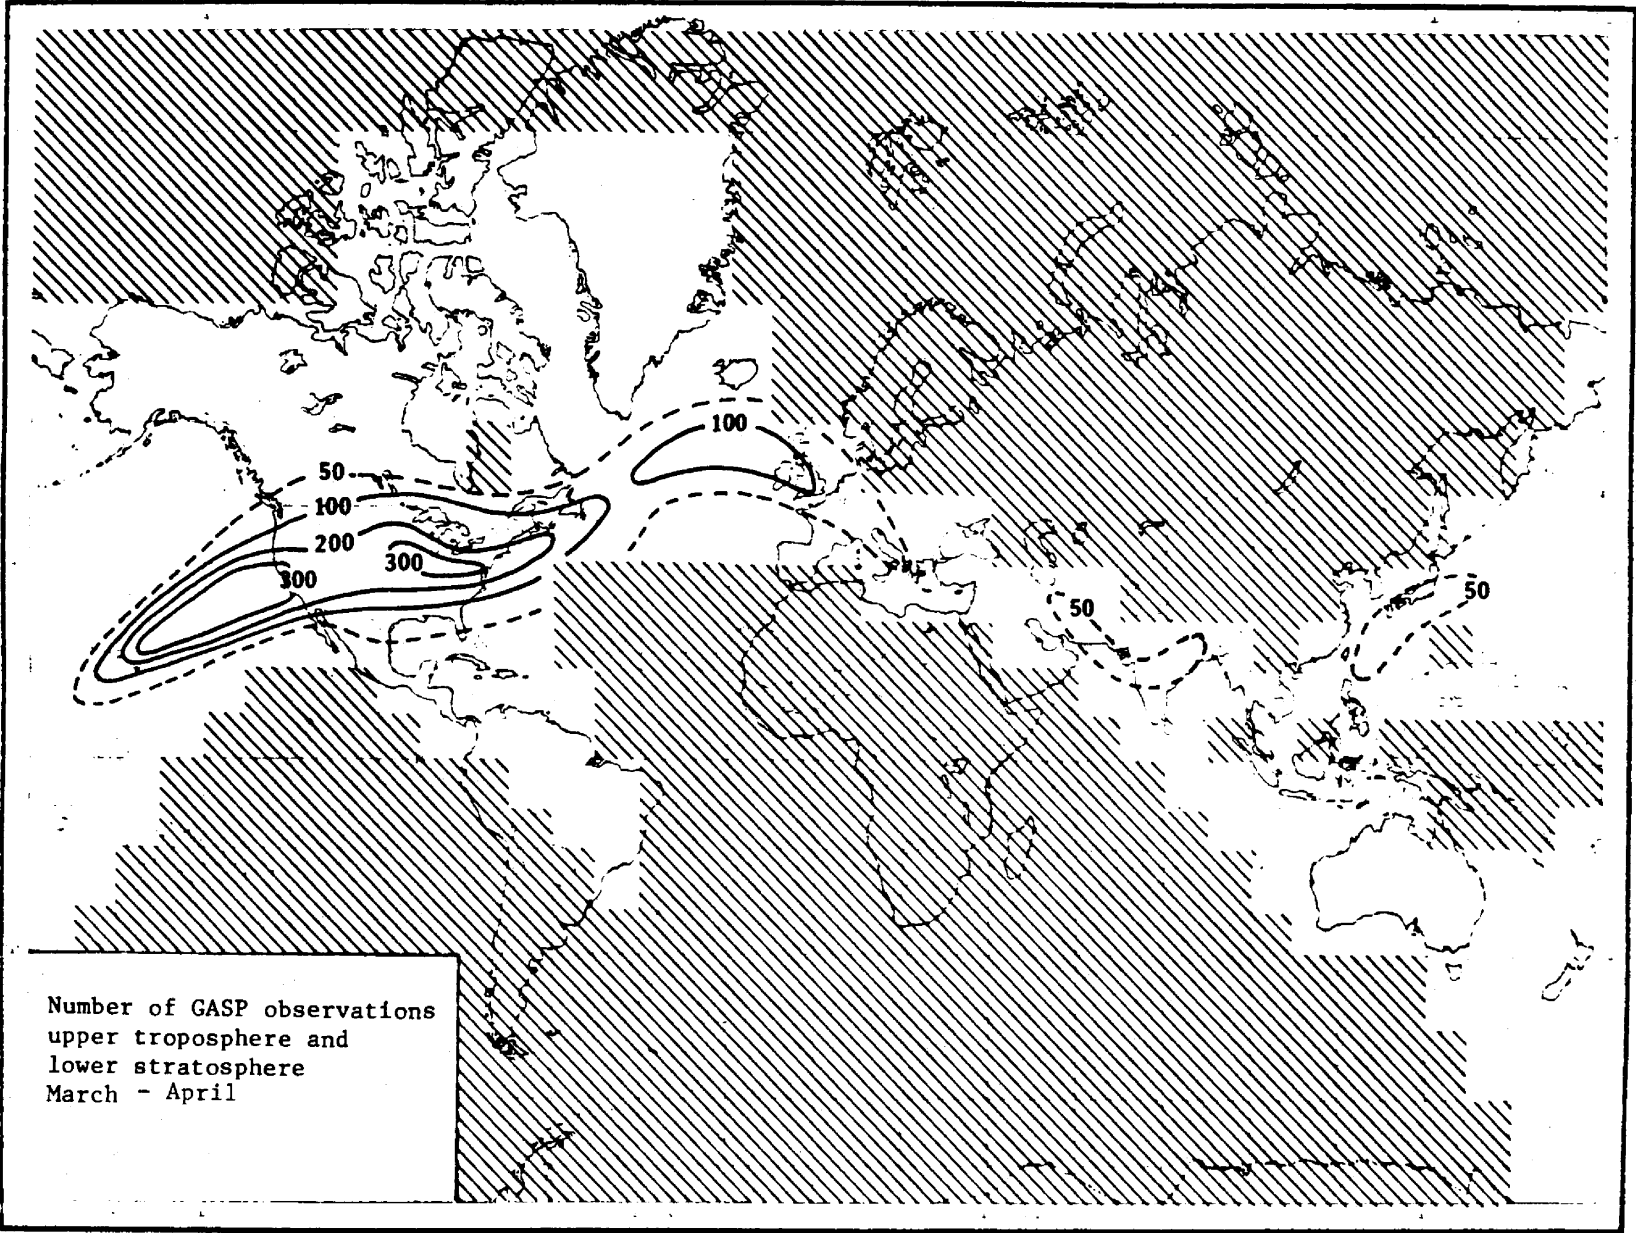 100
50
100
200
300
300
50
50
Number of GASP observations
upper troposphere and
lower stratosphere
March - April